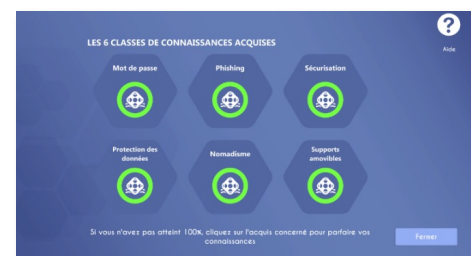 ?
Aide
LES 6 CLASSES DE CONNAISSANCES ACQUISES
Mot de passe
Phishing
Sécurisation
Protection des
données
Nomadisme
Supports
amovibles
Si vous n'avez pas atteint 100%, cliquez sur l'acquis concerné pour parfaire vos
connaissances
Fermer